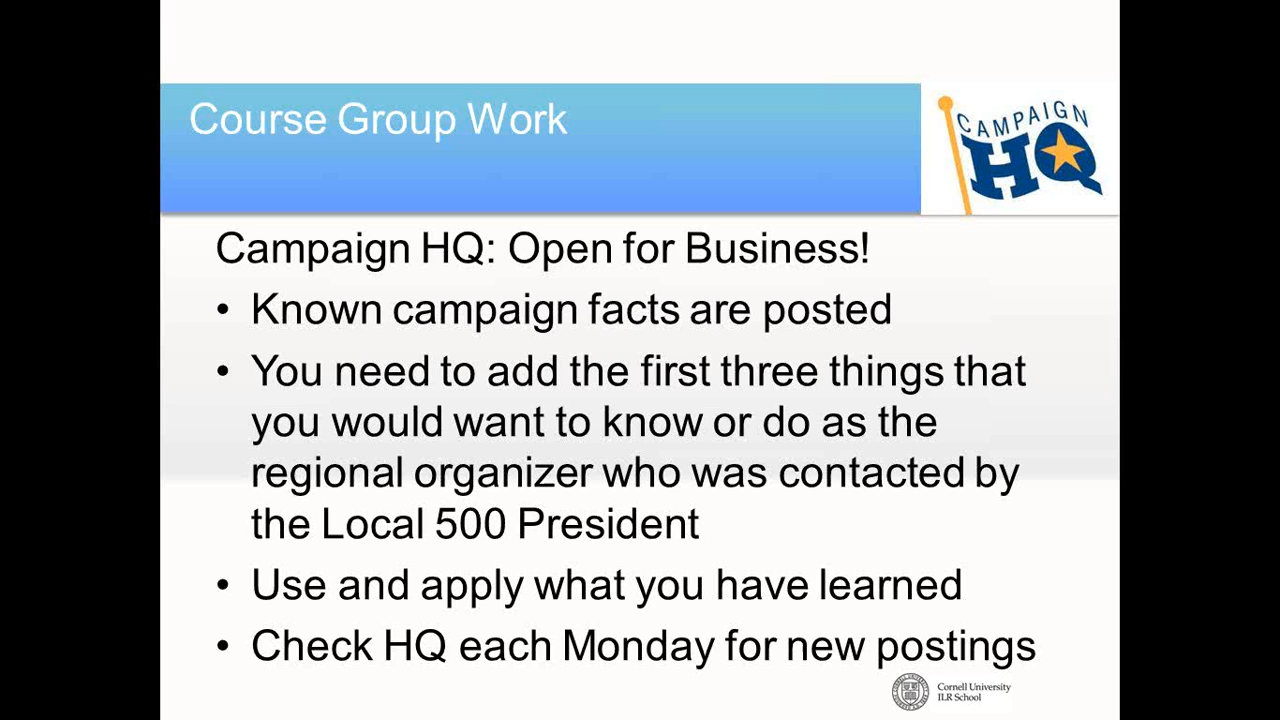 Course Group Work
CAMPAIGN
HQ
Campaign HQ: Open for Business!
• Known campaign facts are posted
• You need to add the first three things that
you would want to know or do as the
regional organizer who was contacted by
the Local 500 President
• Use and apply what you have learned
• Check HQ each Monday for new postings
Cornell University
ILR School